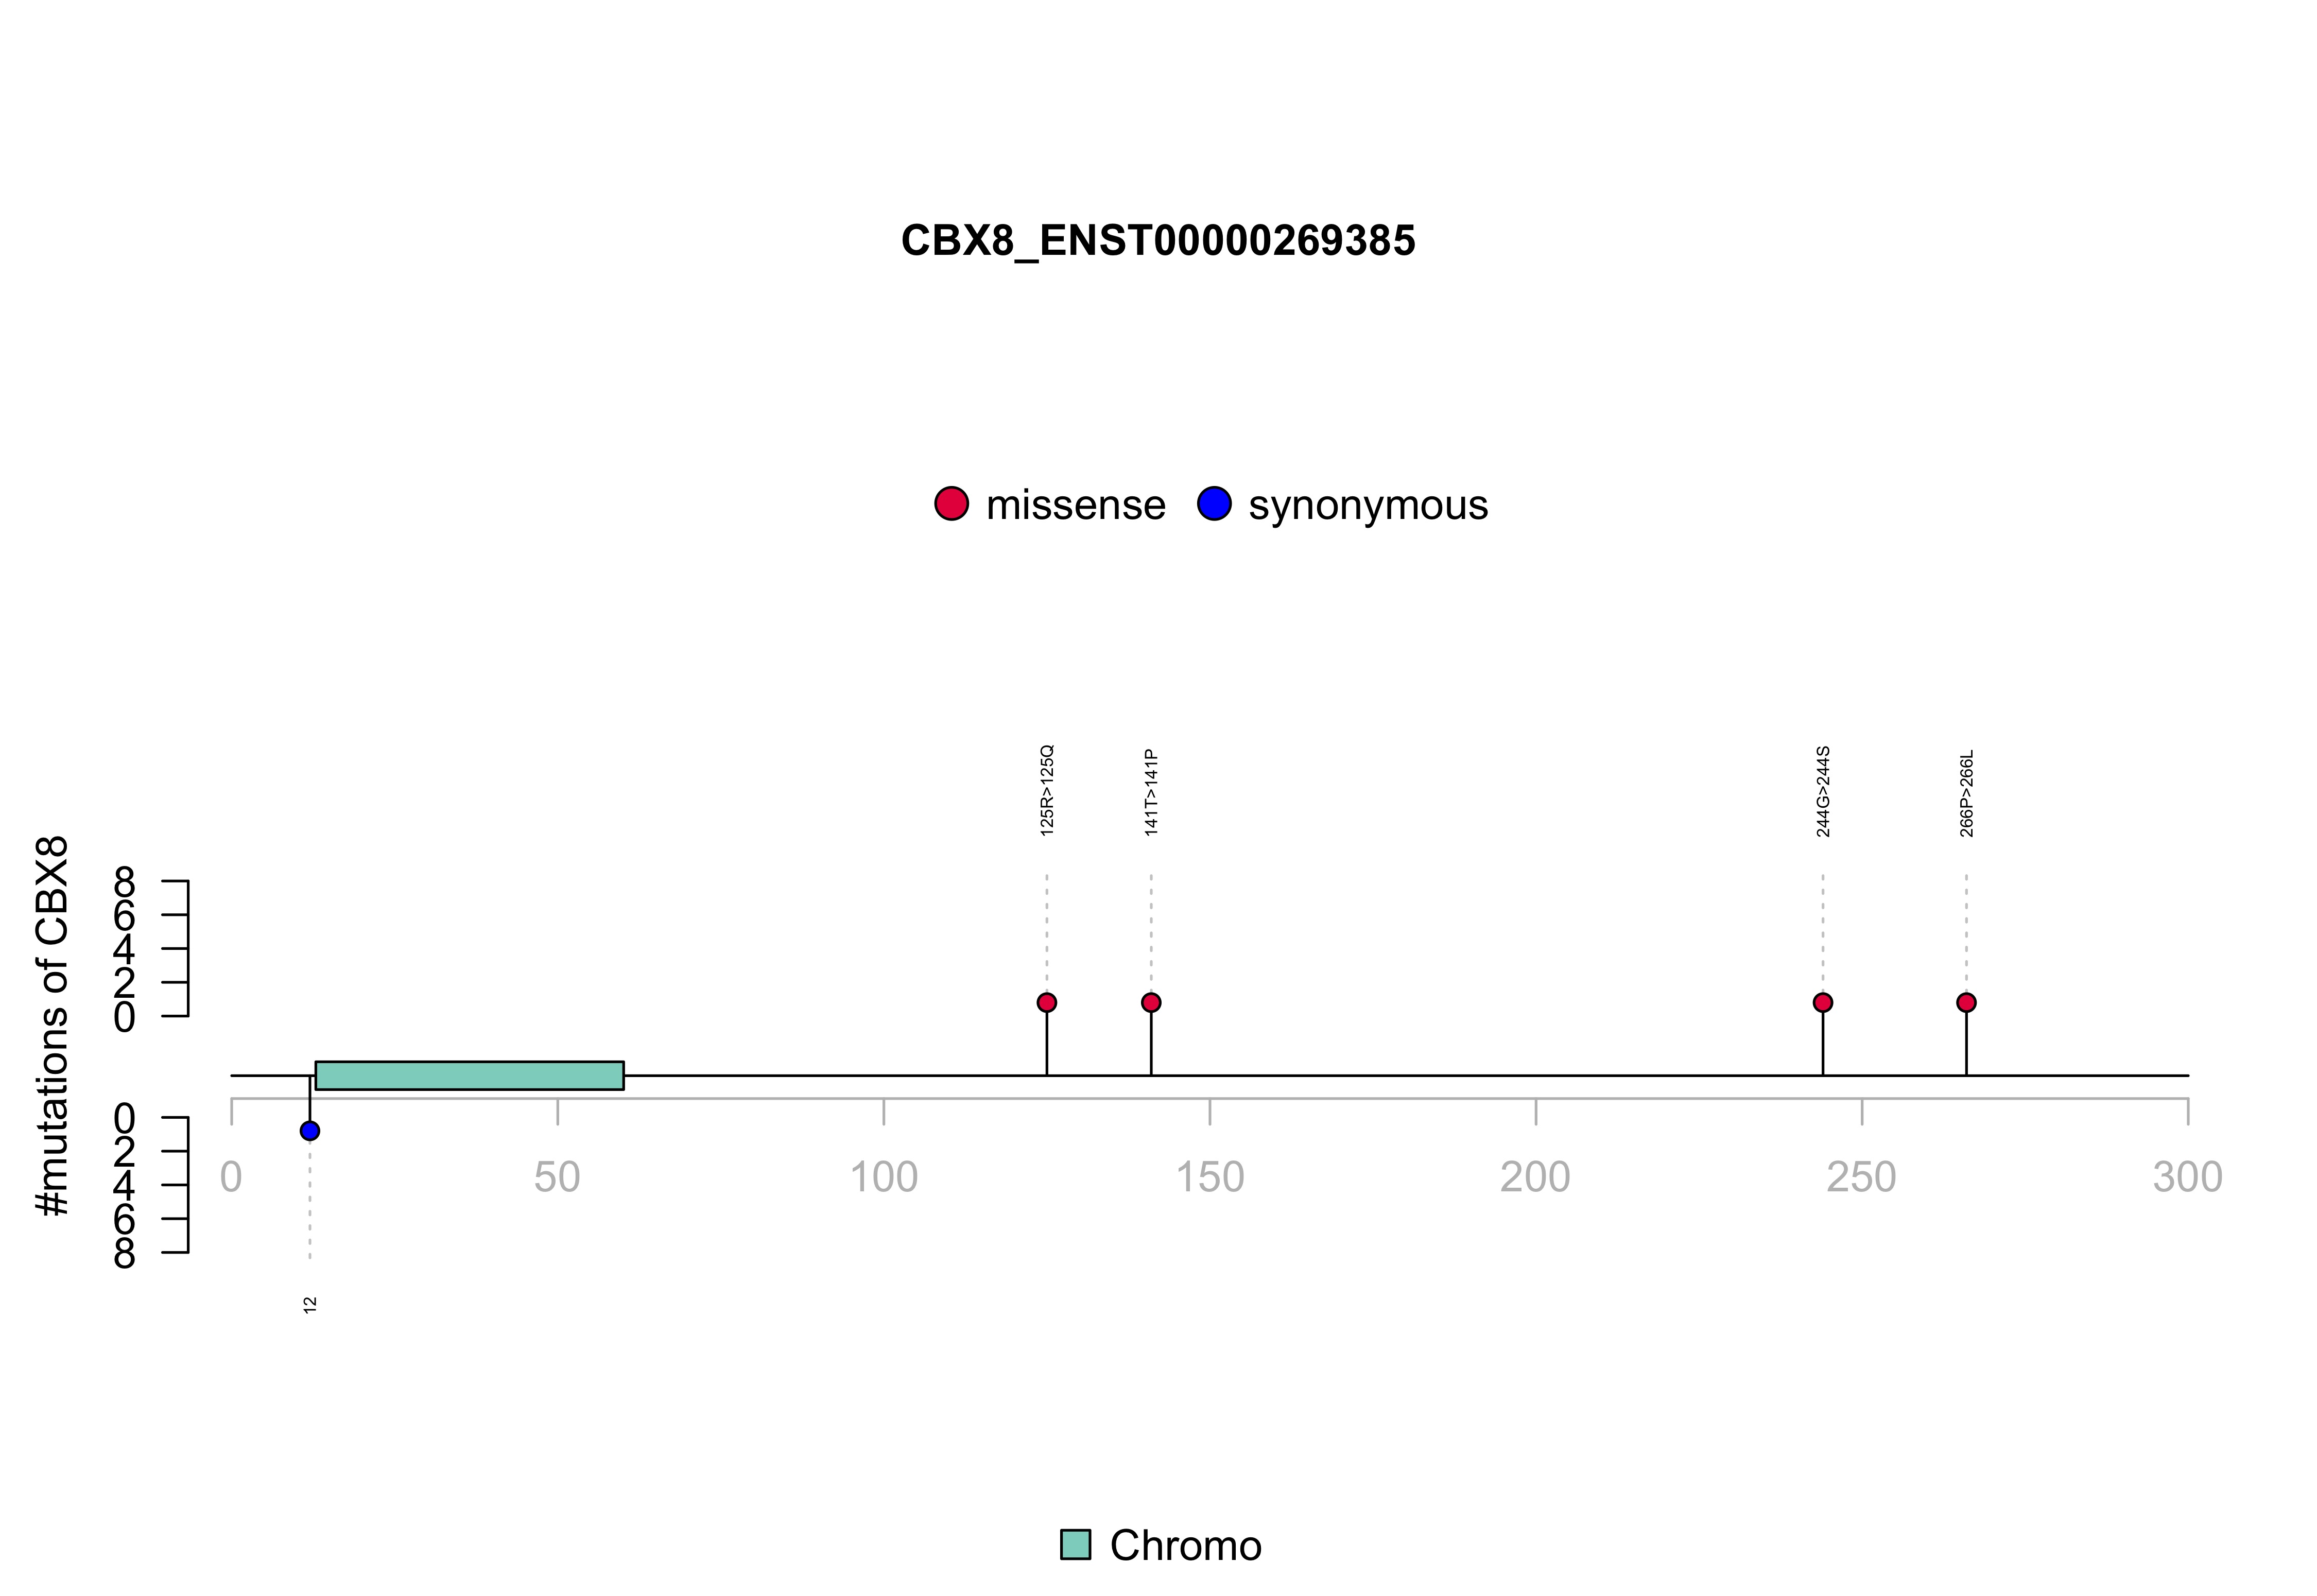 CBX8_ENST00000269385
missense synonymous
125R>125Q
141T>141P
244G>244S
266P>266L
#mutations of CBX8
8
6
4
2
0
0
2
4
6
8
0 50 100 150 200 250 300
12
Chromo